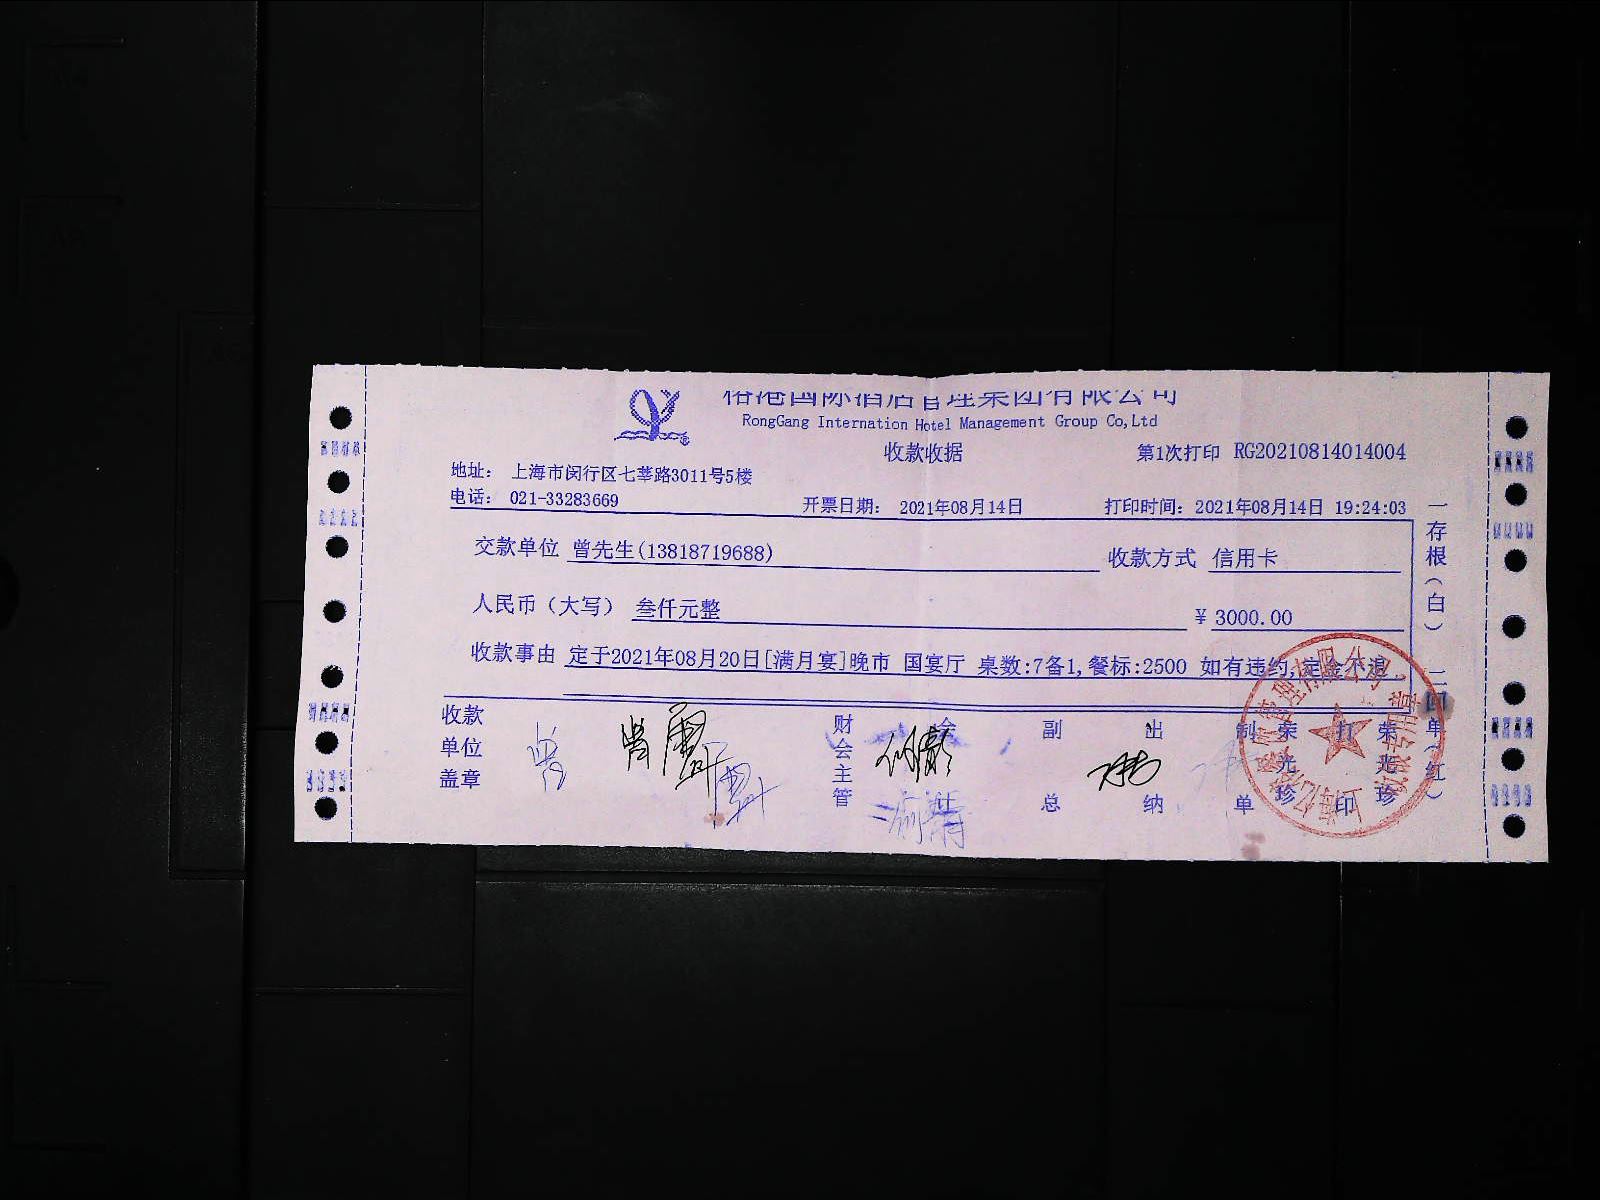 榕港国际酒店管理集团有限公司
RongGang Internation Hotel Management Group Co,Ltd
收款收据
第1次打印 RG20210814014004
地址： 上海市闵行区七莘路3011号5楼
电话： 021-33283669
开票日期： 2021年08月14日
打印时间：2021年08月14日 19:24:03
交款单位 曾先生(13818719688)
收款方式 信用卡
人民币（大写） 叁仟元整
￥ 3000.00
收款事由 定于2021年08月20日[满月宴]晚市 国宴厅 桌数:7备1,餐标:2500 如有违约,定金不退.
收款单位盖章
财会主管
副总
出纳
制单
荣光珍
打印
荣光珍
一存根(白) 二回单(红)